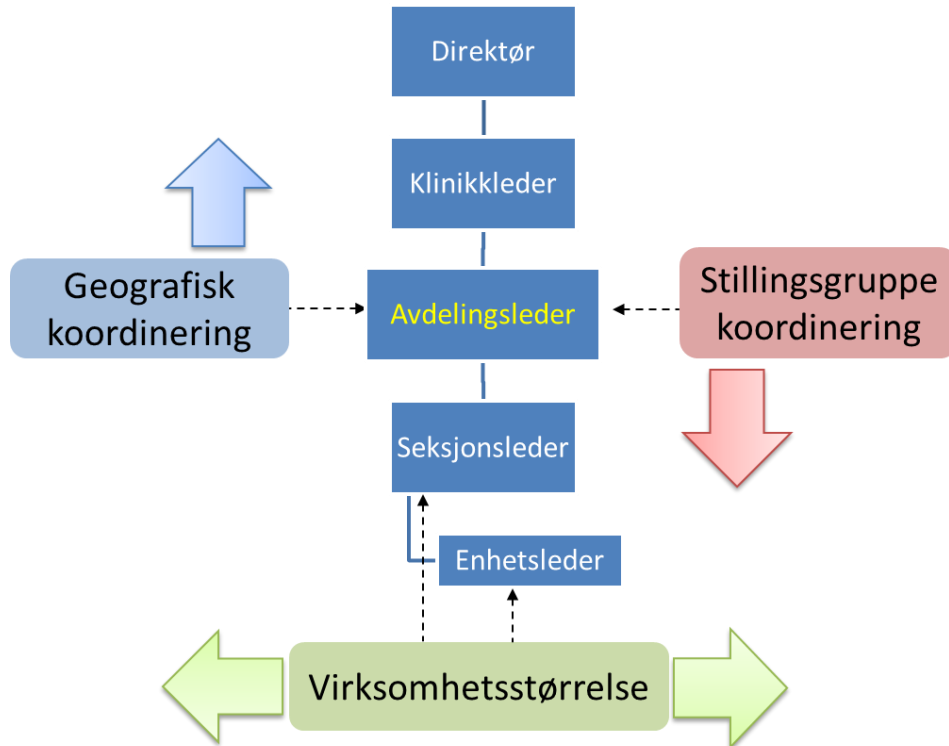 Direktør
Klinikkleder
Geografisk
koordinering
Avdelingsleder
Stillingsgruppe
koordinering
Seksjonsleder
Enhetsleder
Virksomhetsstørrelse